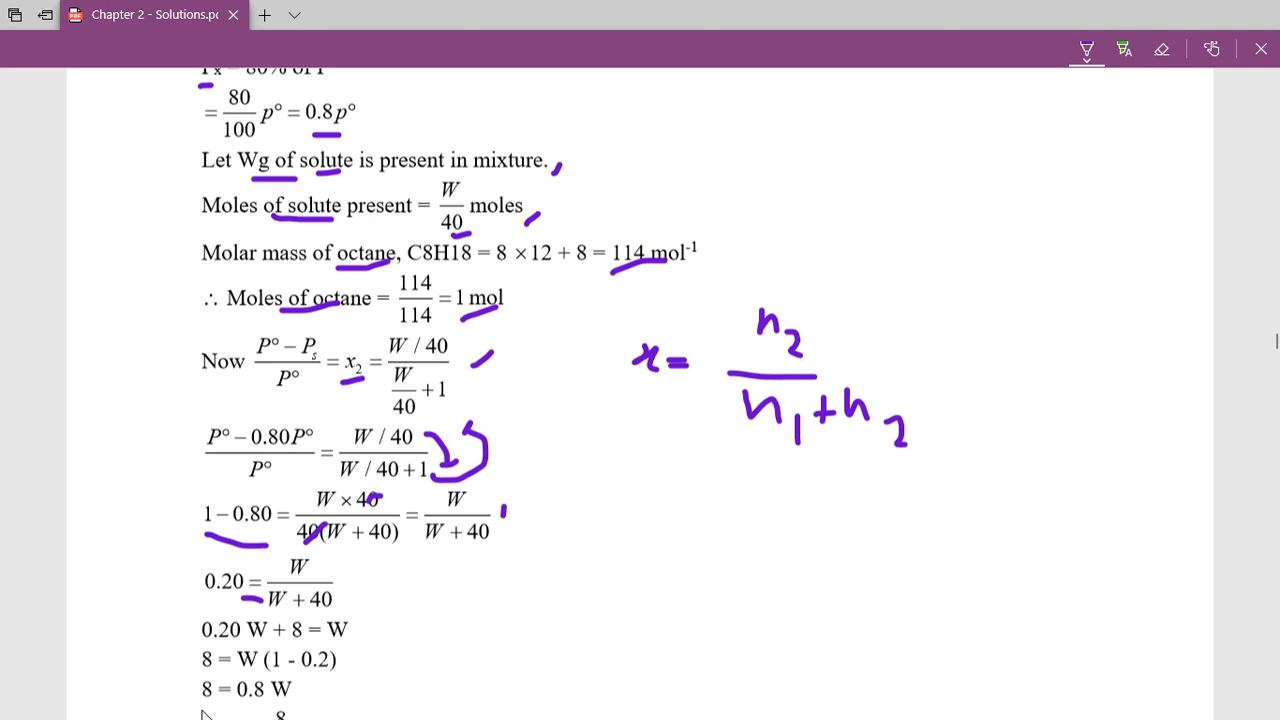 Chapter 2 - Solutions.pc
= 80/100 p° = 0.8p°
Let Wg of solute is present in mixture.
Moles of solute present = W/40 moles
Molar mass of octane, C8H18 = 8 × 12 + 8 = 114 mol⁻¹
∴ Moles of octane = 114/114 = 1 mol
Now (P° – Pₛ)/P° = x₂ = (W / 40)/(W/40 + 1)
x = n₂/(n₁ + n₂)
(P° – 0.80P°)/P° = (W / 40)/(W / 40 + 1)
1 – 0.80 = (W × 40)/(40(W + 40)) = W/(W + 40)
0.20 = W/(W + 40)
0.20 W + 8 = W
8 = W (1 - 0.2)
8 = 0.8 W
8